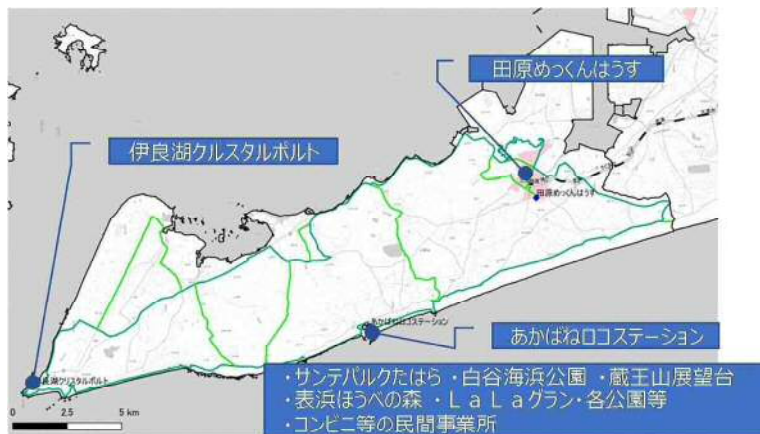 田原めっくんはうす
伊良湖クルスタルポルト
田原めっくんはうす
あかばねロコステーション
あかばねロコステーション
良湖クリスタルポルト
・サンテパルクたはら ・白谷海浜公園 ・蔵王山展望台
・表浜ほうべの森 ・LaLaグラン・各公園等
・コンビニ等の民間事業所
0 2.5 5 km